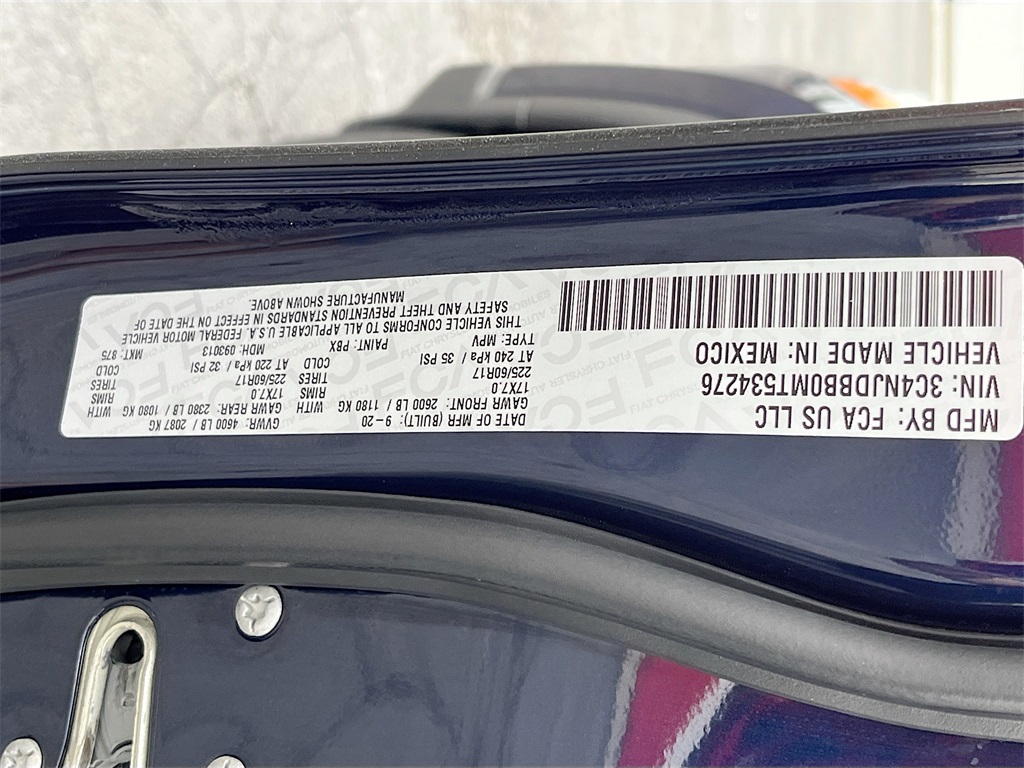 MFD BY: FCA US LLC
VIN: 3C4NJDBB0MT534276
VEHICLE MADE IN: MEXICO
DATE OF MFR (BUILT): 9-20
GVWR: 4600 LB / 2087 KG
GAWR FRONT: 2600 LB / 1180 KG WITH
GAWR REAR: 2380 LB / 1080 KG WITH
17X7.0 RIMS
17X7.0 RIMS
225/60R17 TIRES
225/60R17 TIRES
AT 240 kPa / 35 PSI COLD
AT 220 kPa / 32 PSI COLD
TYPE: MPV
PAINT: PBX
MDH: 093013
MKT: 875
THIS VEHICLE CONFORMS TO ALL APPLICABLE U.S.A. FEDERAL MOTOR VEHICLE
SAFETY AND THEFT PREVENTION STANDARDS IN EFFECT ON THE DATE OF
MANUFACTURE SHOWN ABOVE.